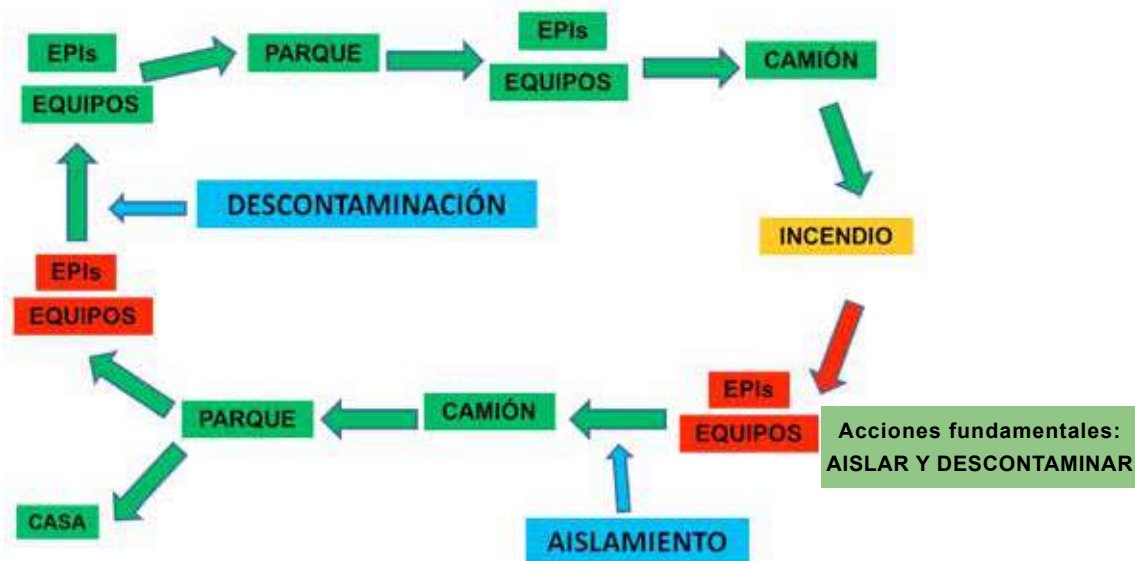 EPIs
EQUIPOS
PARQUE
EPIs
EQUIPOS
CAMIÓN
DESCONTAMINACIÓN
INCENDIO
EPIs
EQUIPOS
EPIs
EQUIPOS
CAMIÓN
PARQUE
Acciones fundamentales:
AISLAR Y DESCONTAMINAR
CASA
AISLAMIENTO